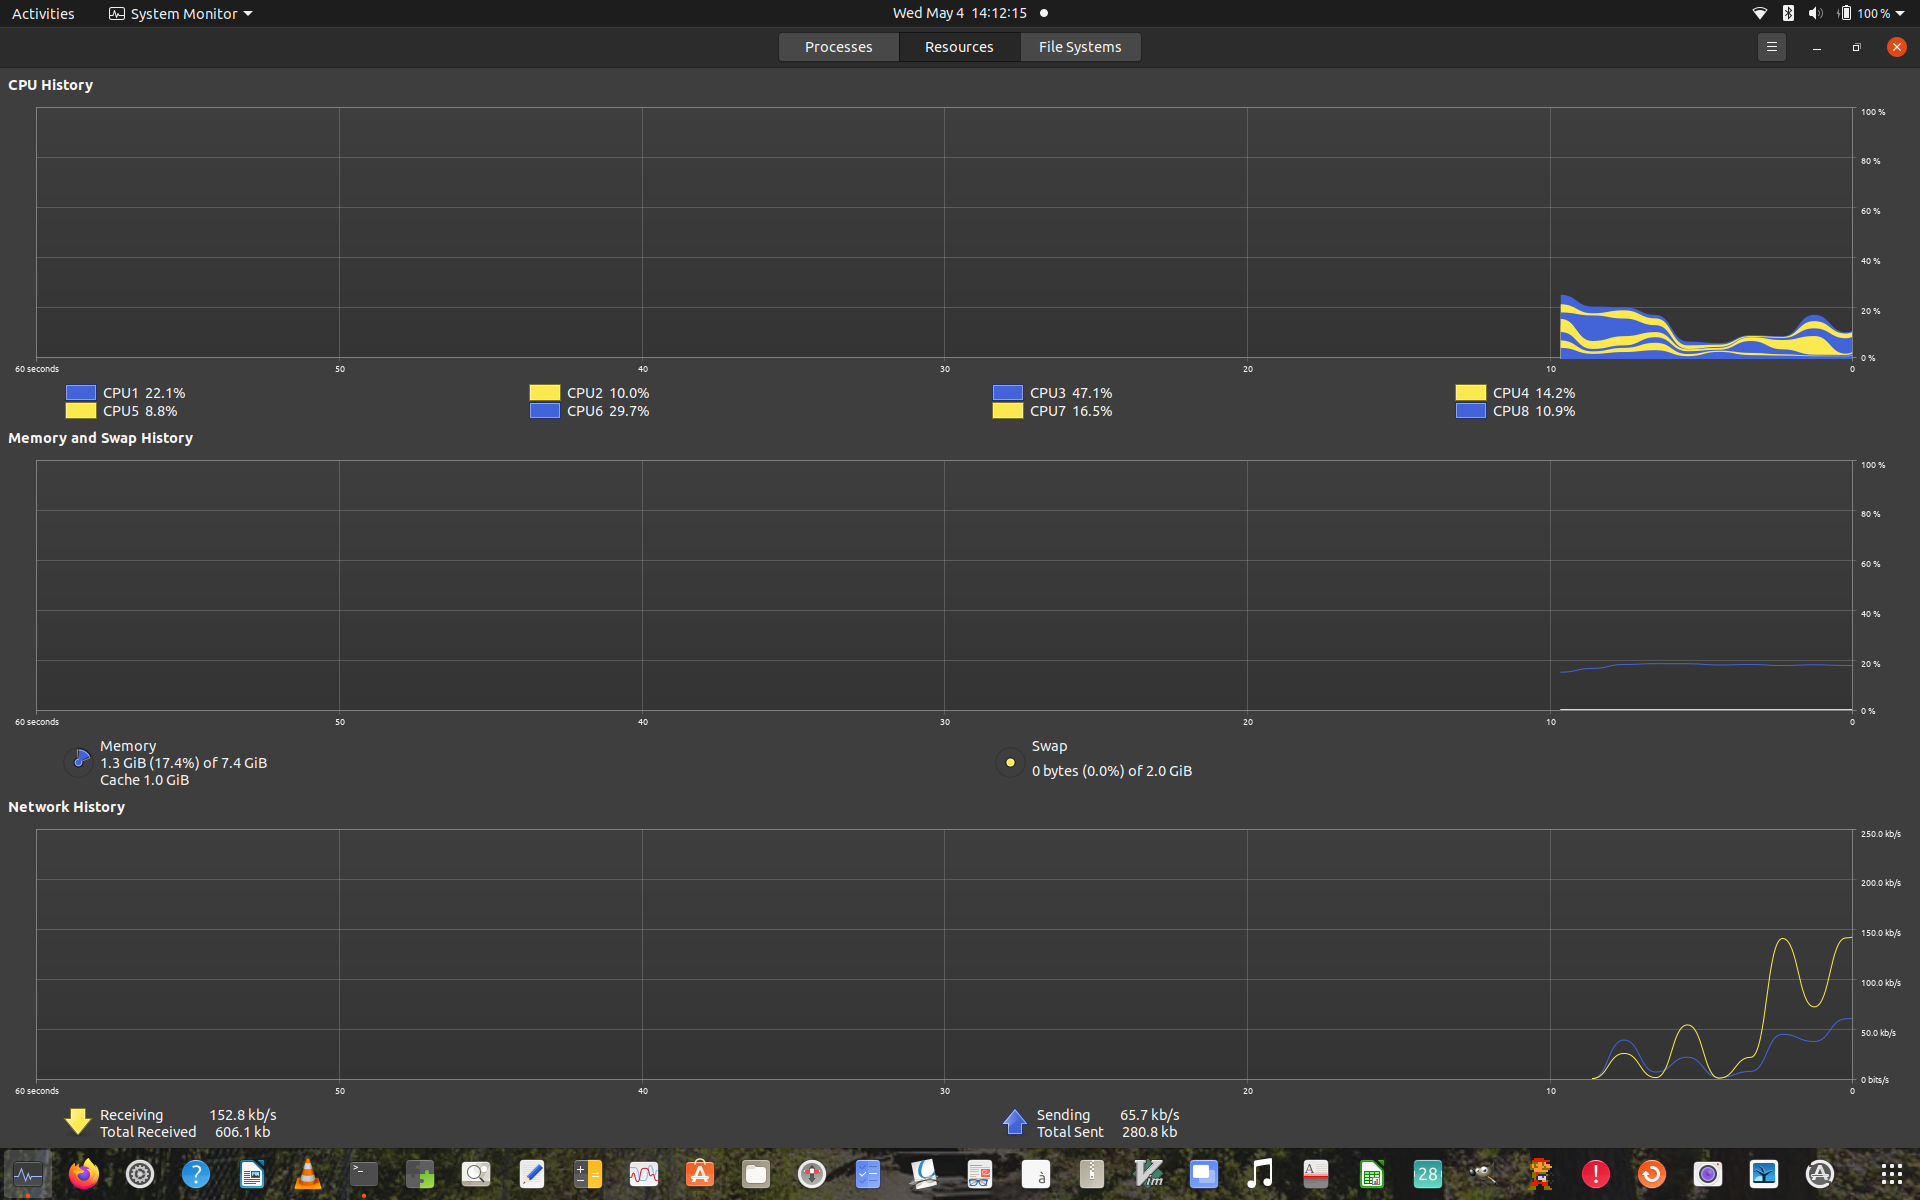 Activities
System Monitor
Wed May 4 14:12:15
100 %
Processes
Resources
File Systems
CPU History
100 %
80 %
60 %
40 %
20 %
0 %
60 seconds 50 40 30 20 10 0
CPU1 22.1% CPU2 10.0% CPU3 47.1% CPU4 14.2%
CPU5 8.8% CPU6 29.7% CPU7 16.5% CPU8 10.9%
Memory and Swap History
100 %
80 %
60 %
40 %
20 %
0 %
60 seconds 50 40 30 20 10 0
Memory
1.3 GiB (17.4%) of 7.4 GiB
Cache 1.0 GiB
Swap
0 bytes (0.0%) of 2.0 GiB
Network History
250.0 kb/s
200.0 kb/s
150.0 kb/s
100.0 kb/s
50.0 kb/s
0 bits/s
60 seconds 50 40 30 20 10 0
Receiving 152.8 kb/s
Total Received 606.1 kb
Sending 65.7 kb/s
Total Sent 280.8 kb
?
>_
à
Vim
A
28
!